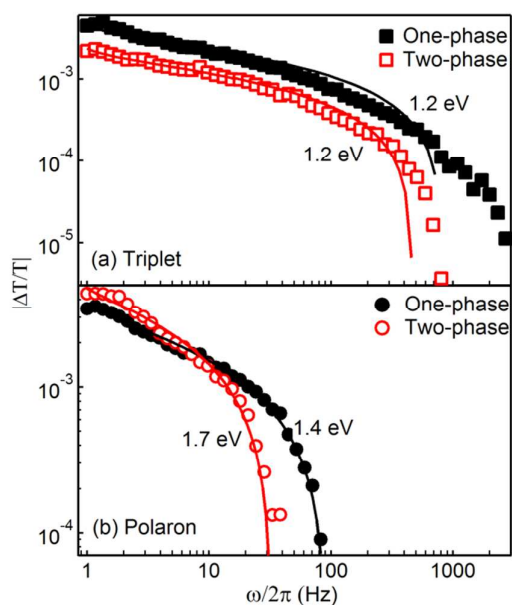 One-phase
Two-phase
10⁻³
1.2 eV
10⁻⁴
1.2 eV
10⁻⁵
(a) Triplet
|ΔT/T|
One-phase
Two-phase
10⁻³
1.7 eV
1.4 eV
10⁻⁴
(b) Polaron
1 10 100 1000
ω/2π (Hz)